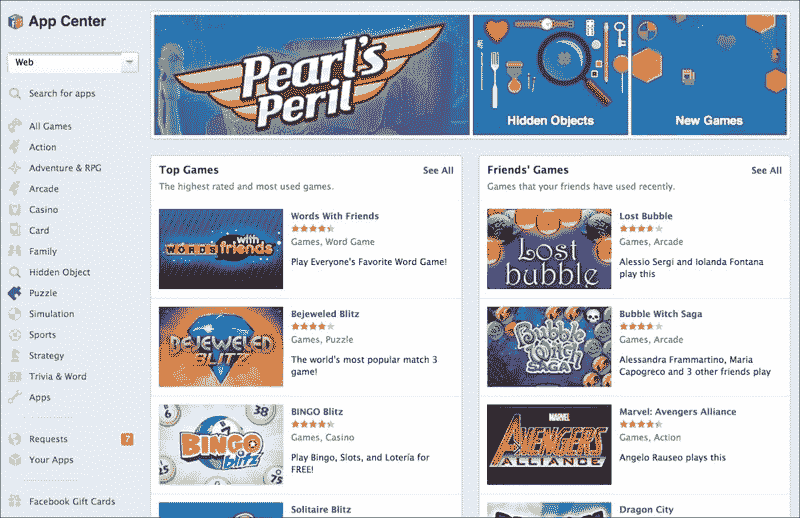 App Center
Web
Search for apps
All Games
Action
Adventure & RPG
Arcade
Casino
Card
Family
Hidden Object
Puzzle
Simulation
Sports
Strategy
Trivia & Word
Apps
Requests
7
Your Apps
Facebook Gift Cards
Pearl's
Peril
Hidden Objects
New Games
Top Games
See All
The highest rated and most used games.
WORDS with friends
Words With Friends
Games, Word Game
Play Everyone's Favorite Word Game!
BEJEWELED
BLITZ
Bejeweled Blitz
Games, Puzzle
The world's most popular match 3
game!
6
38
BINGO
blitz
25
75
BINGO Blitz
Games, Casino
Play Bingo, Slots, and Lotería for
FREE!
Solitaire Blitz
Friends' Games
See All
Games that your friends have used recently.
Lost
bubble
Lost Bubble
Games, Arcade
Alessio Sergi and Iolanda Fontana
play this
Bubble
Witch
SAGA
Bubble Witch Saga
Games, Arcade
Alessandra Frammartino, Maria
Capogreco and 3 other friends play
MARVEL
AVENGERS
ALLIANCE
Marvel: Avengers Alliance
Games, Action
Angelo Rauseo plays this
Dragon City